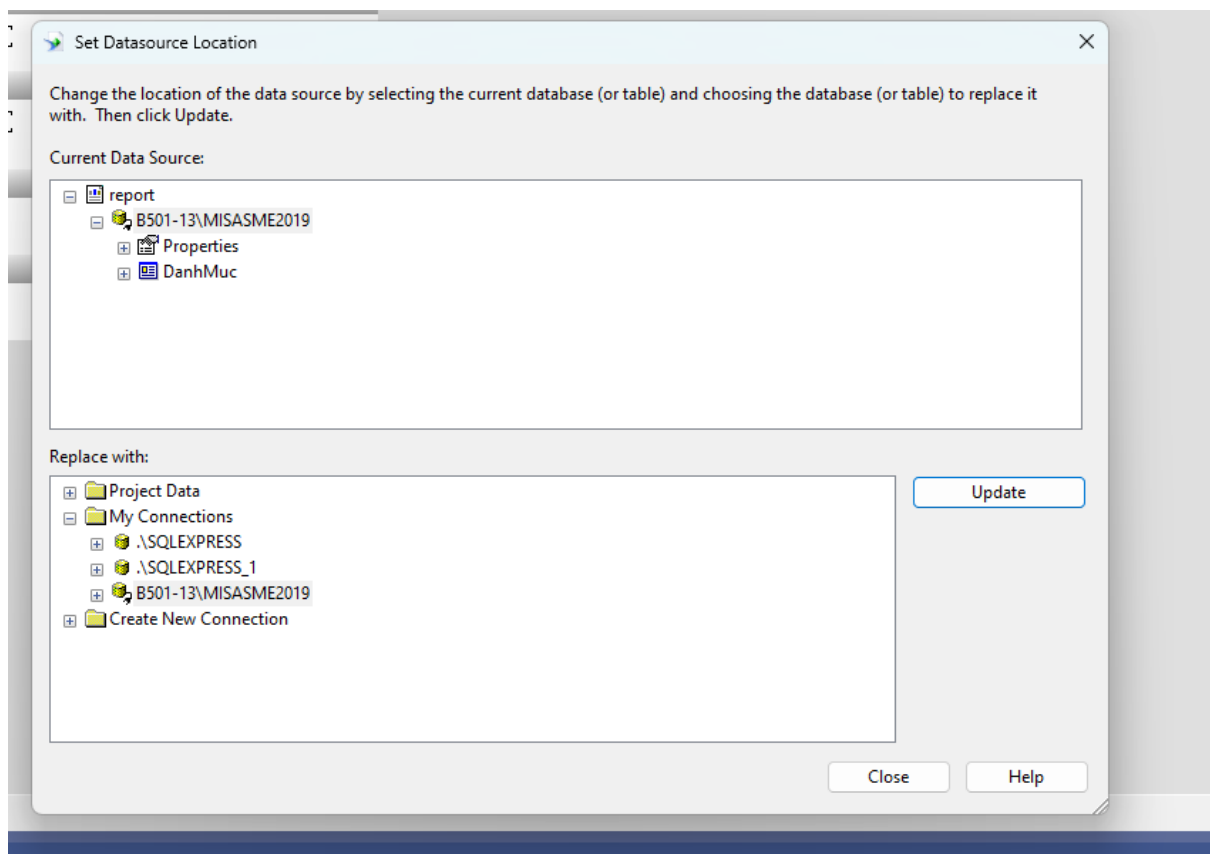 Set Datasource Location
Change the location of the data source by selecting the current database (or table) and choosing the database (or table) to replace it
with. Then click Update.
Current Data Source:
report
B501-13\MISASME2019
Properties
DanhMuc
Replace with:
Project Data
Update
My Connections
.\SQLEXPRESS
.\SQLEXPRESS_1
B501-13\MISASME2019
Create New Connection
Close
Help